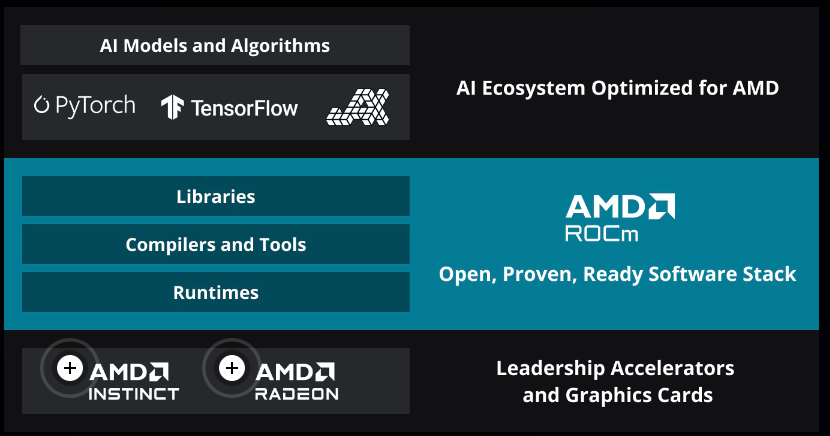 AI Models and Algorithms
PyTorch TensorFlow JAX
AI Ecosystem Optimized for AMD
Libraries
Compilers and Tools
Runtimes
AMD
ROCm
Open, Proven, Ready Software Stack
AMD
INSTINCT
AMD
RADEON
Leadership Accelerators
and Graphics Cards